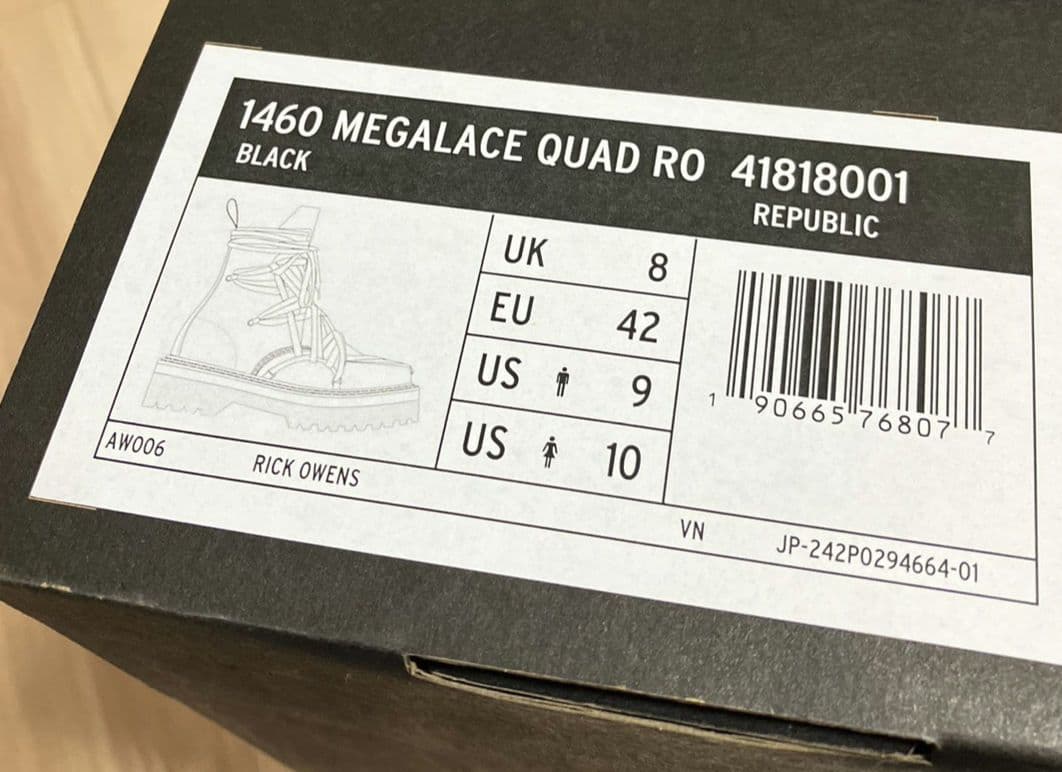 1460 MEGALACE QUAD RO 41818001
BLACK
REPUBLIC
UK 8
EU 42
US 9
US 10
1 90665 76807 7
AW006
RICK OWENS
VN
JP-242P0294664-01